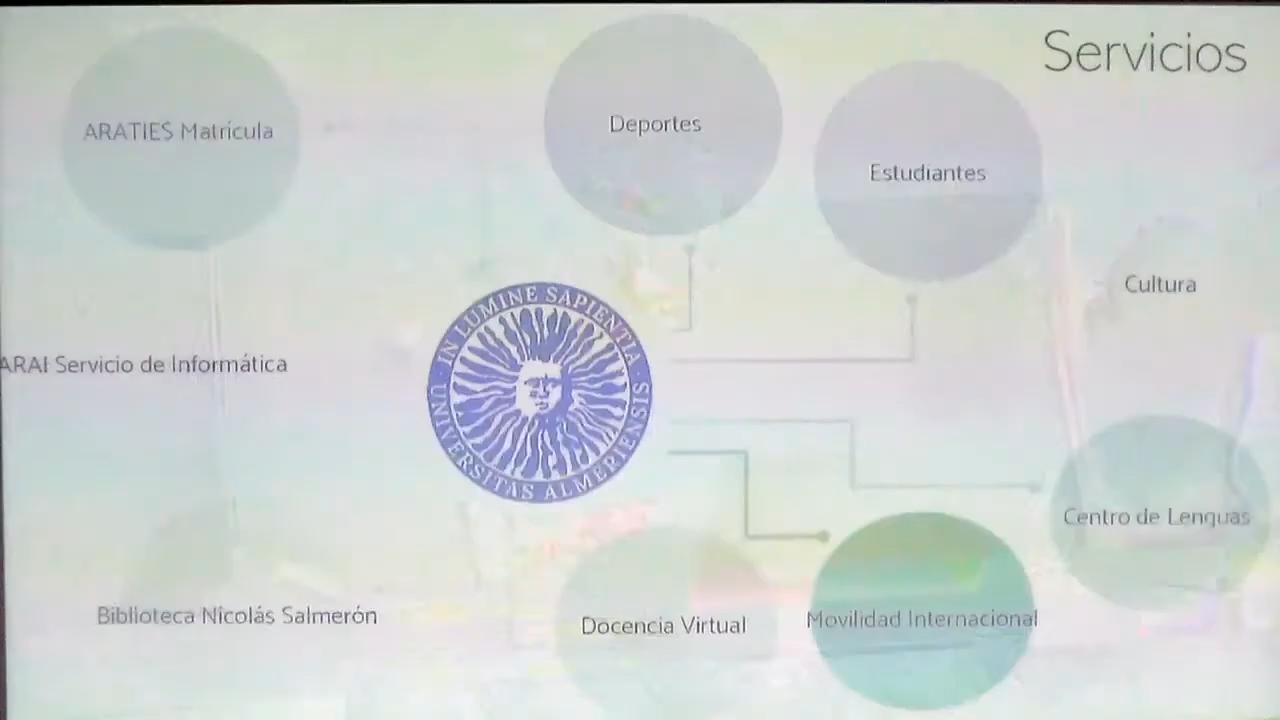 Servicios
ARATIES Matrícula
Deportes
Estudiantes
Cultura
ARAI Servicio de Informática
IN LUMINE SAPIENTIA
UNIVERSITAS ALMERIENSIS
Centro de Lenguas
Biblioteca Nicolás Salmerón
Docencia Virtual
Movilidad Internacional